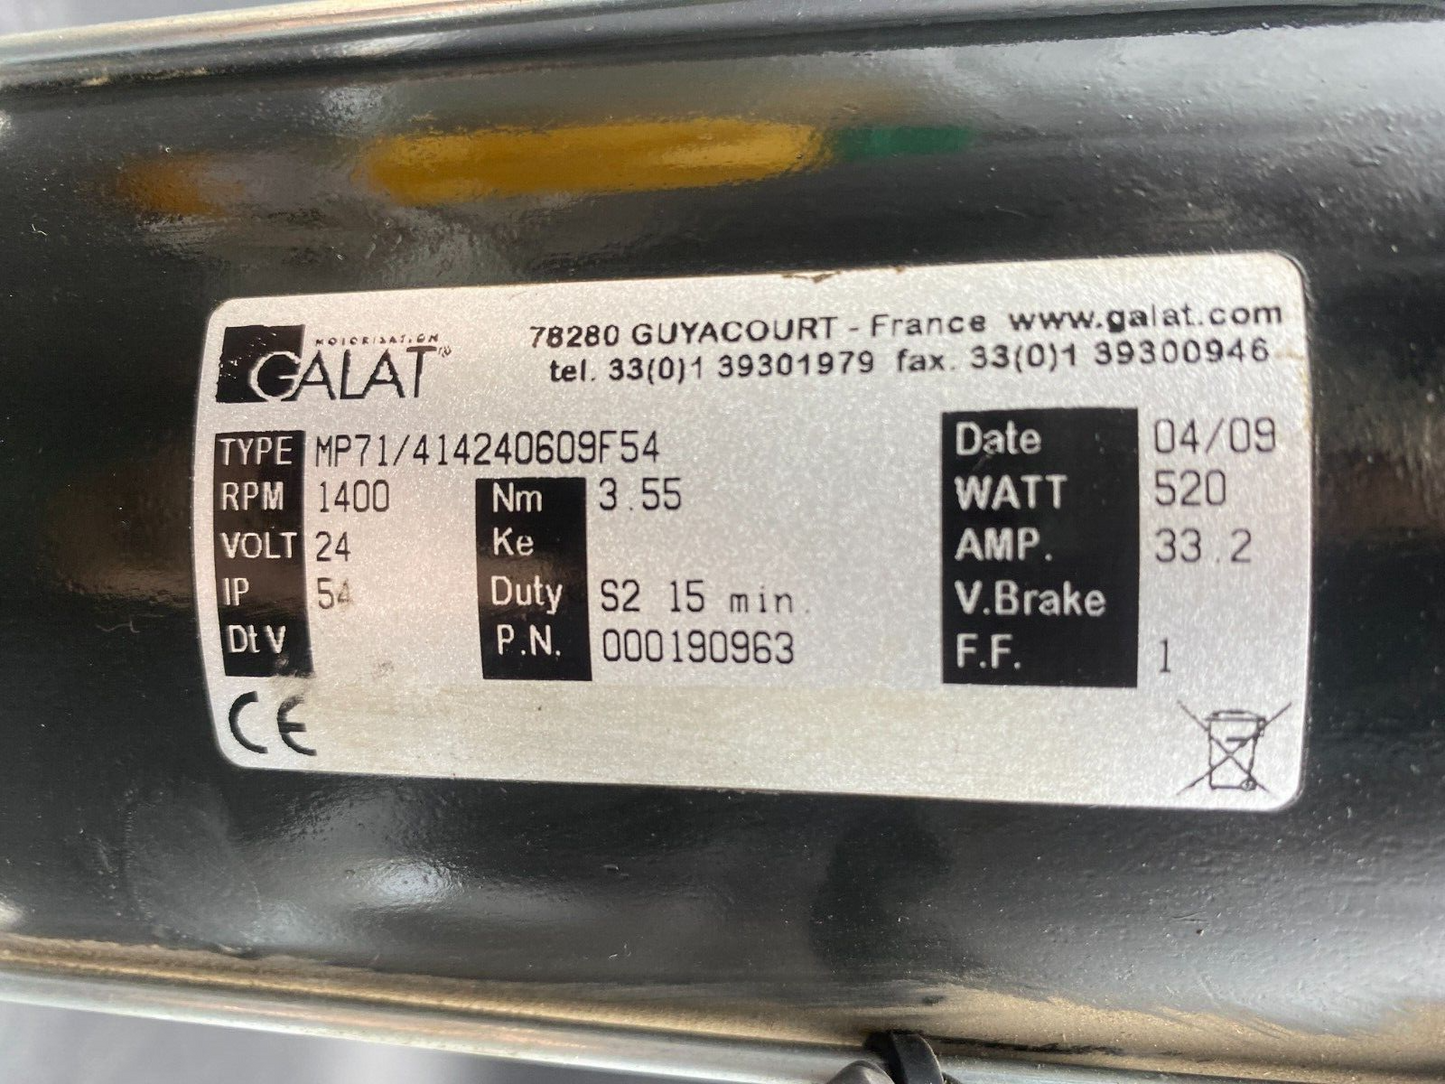 MOTORISATION
GALAT
78280 GUYACOURT - France www.galat.com
tel. 33(0)1 39301979 fax. 33(0)1 39300946
TYPE MP71/414240609F54 Date 04/09
RPM 1400 Nm 3.55 WATT 520
VOLT 24 Ke AMP. 33.2
IP 54 Duty S2 15 min. V.Brake
Dt V P.N. 000190963 F.F. 1
CE